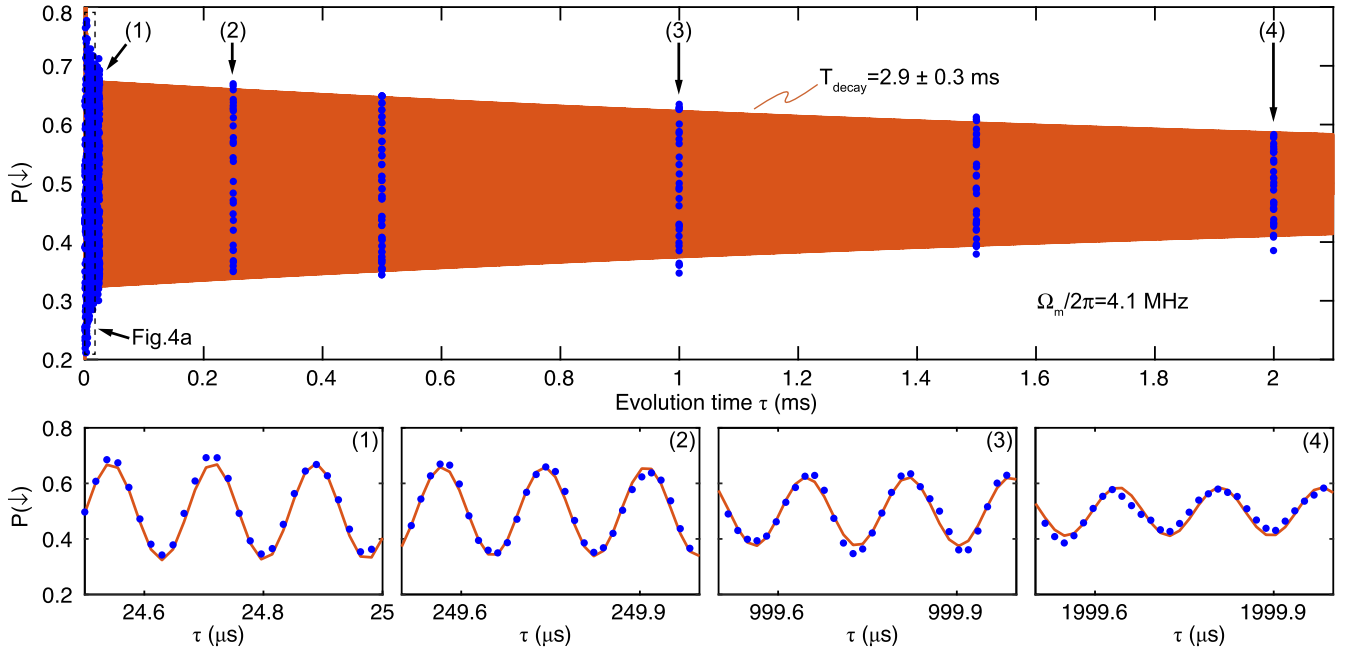 0.8
0.7
0.6
0.5
0.4
0.3
0.2
P(↓)
(1)
(2)
(3)
(4)
T_decay=2.9 ± 0.3 ms
Ω_m/2π=4.1 MHz
Fig.4a
0 0.2 0.4 0.6 0.8 1 1.2 1.4 1.6 1.8 2
Evolution time τ (ms)
0.8
0.6
0.4
0.2
P(↓)
(1)
24.6 24.8 25
τ (μs)
(2)
249.6 249.9
τ (μs)
(3)
999.6 999.9
τ (μs)
(4)
1999.6 1999.9
τ (μs)